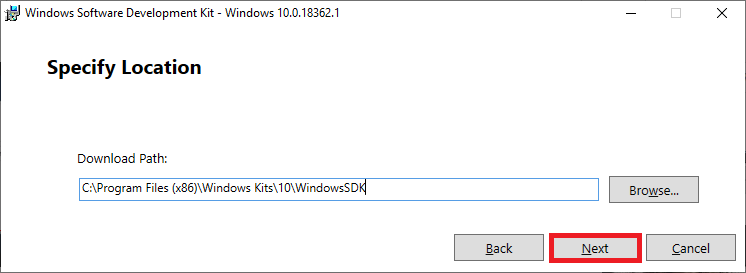 Windows Software Development Kit - Windows 10.0.18362.1
Specify Location
Download Path:
C:\Program Files (x86)\Windows Kits\10\WindowsSDK
Browse...
Back Next Cancel